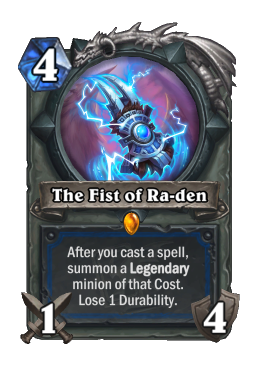 4
The Fist of Ra-den
After you cast a spell,
summon a Legendary
minion of that Cost.
Lose 1 Durability.
1
4